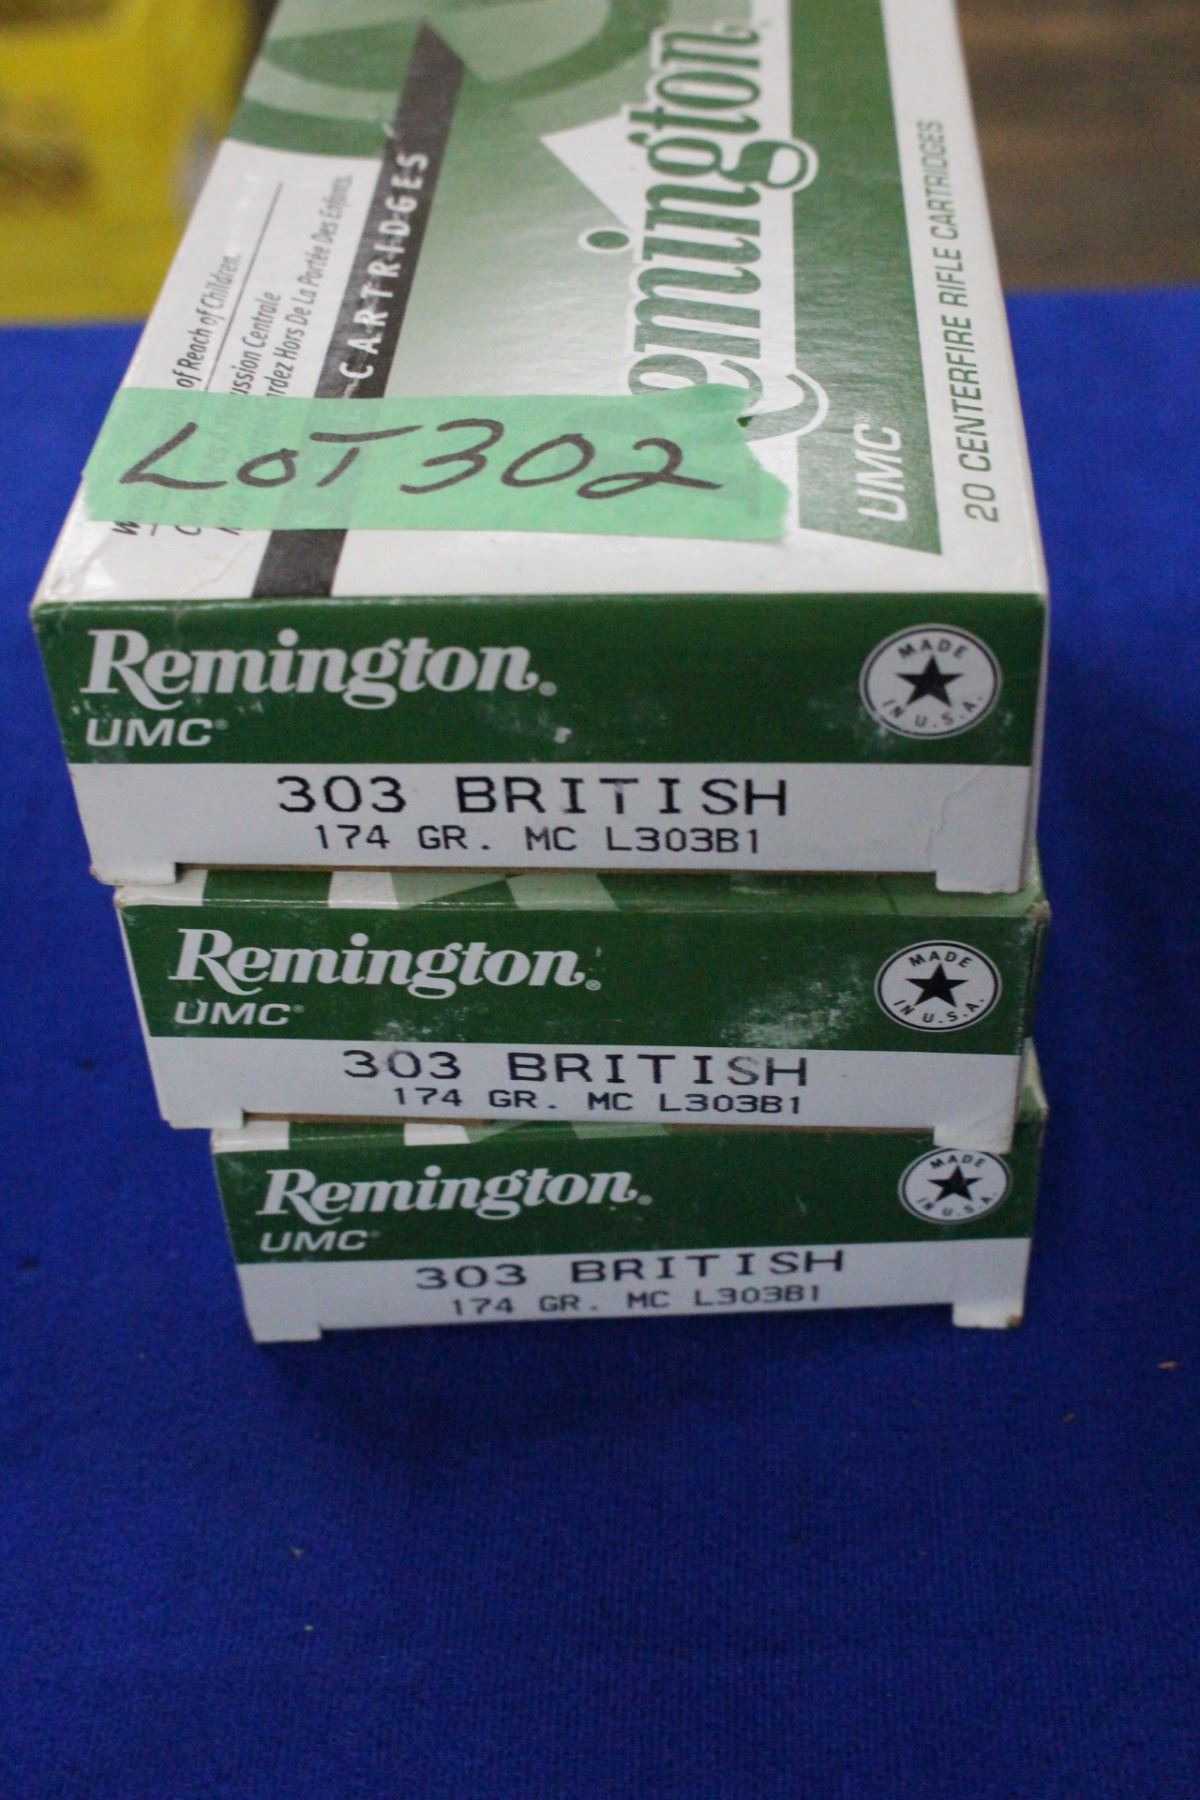 of Reach of Children.
ussion Centrale
rdez Hors De La Portée Des Enfants.
CARTRIDGES
Remington
UMC®
20 CENTERFIRE RIFLE CARTRIDGES
LOT 302
Remington®
UMC®
MADE IN U.S.A.
303 BRITISH
174 GR. MC L303B1
Remington®
UMC®
MADE IN U.S.A.
303 BRITISH
174 GR. MC L303B1
Remington®
UMC®
MADE IN U.S.A.
303 BRITISH
174 GR. MC L303B1